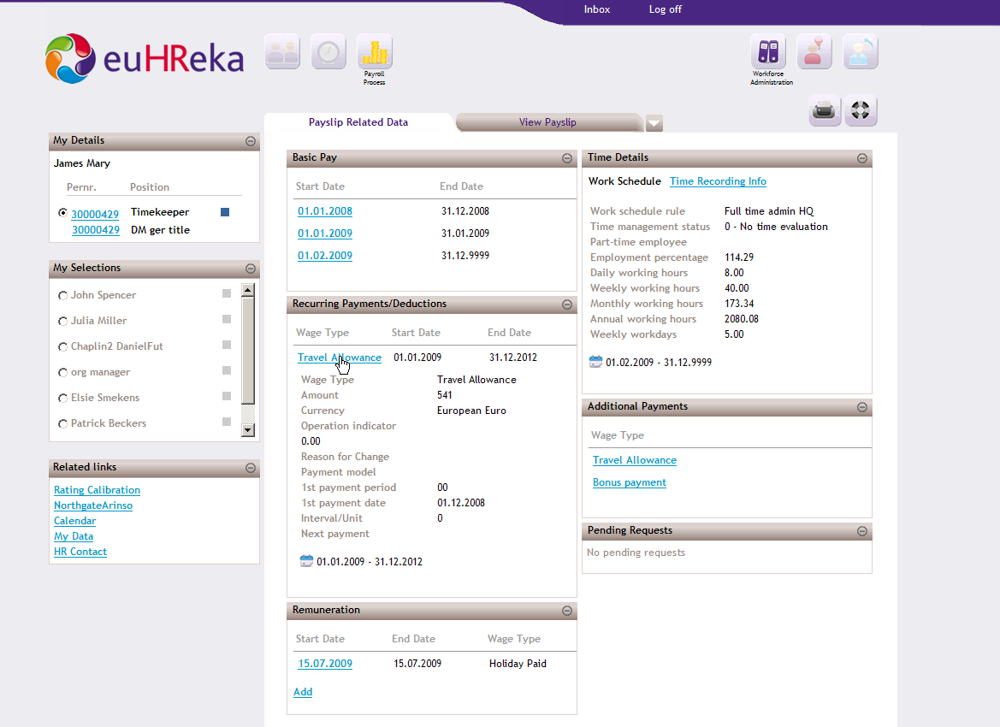 Inbox Log off
euHReka
Payroll
Process
Workforce
Administration
Payslip Related Data View Payslip
My Details
James Mary
Pernr. Position
30000429 Timekeeper
30000429 DM ger title
My Selections
John Spencer
Julia Miller
Chaplin2 DanielFut
org manager
Elsie Smekens
Patrick Beckers
Related links
Rating Calibration
NorthgateArinso
Calendar
My Data
HR Contact
Basic Pay
Start Date End Date
01.01.2008 31.12.2008
01.01.2009 31.01.2009
01.02.2009 31.12.9999
Recurring Payments/Deductions
Wage Type Start Date End Date
Travel Allowance 01.01.2009 31.12.2012
Wage Type Travel Allowance
Amount 541
Currency European Euro
Operation indicator
0.00
Reason for Change
Payment model
1st payment period 00
1st payment date 01.12.2008
Interval/Unit 0
Next payment
01.01.2009 - 31.12.2012
Remuneration
Start Date End Date Wage Type
15.07.2009 15.07.2009 Holiday Paid
Add
Time Details
Work Schedule Time Recording Info
Work schedule rule Full time admin HQ
Time management status 0 - No time evaluation
Part-time employee
Employment percentage 114.29
Daily working hours 8.00
Weekly working hours 40.00
Monthly working hours 173.34
Annual working hours 2080.08
Weekly workdays 5.00
01.02.2009 - 31.12.9999
Additional Payments
Wage Type
Travel Allowance
Bonus payment
Pending Requests
No pending requests